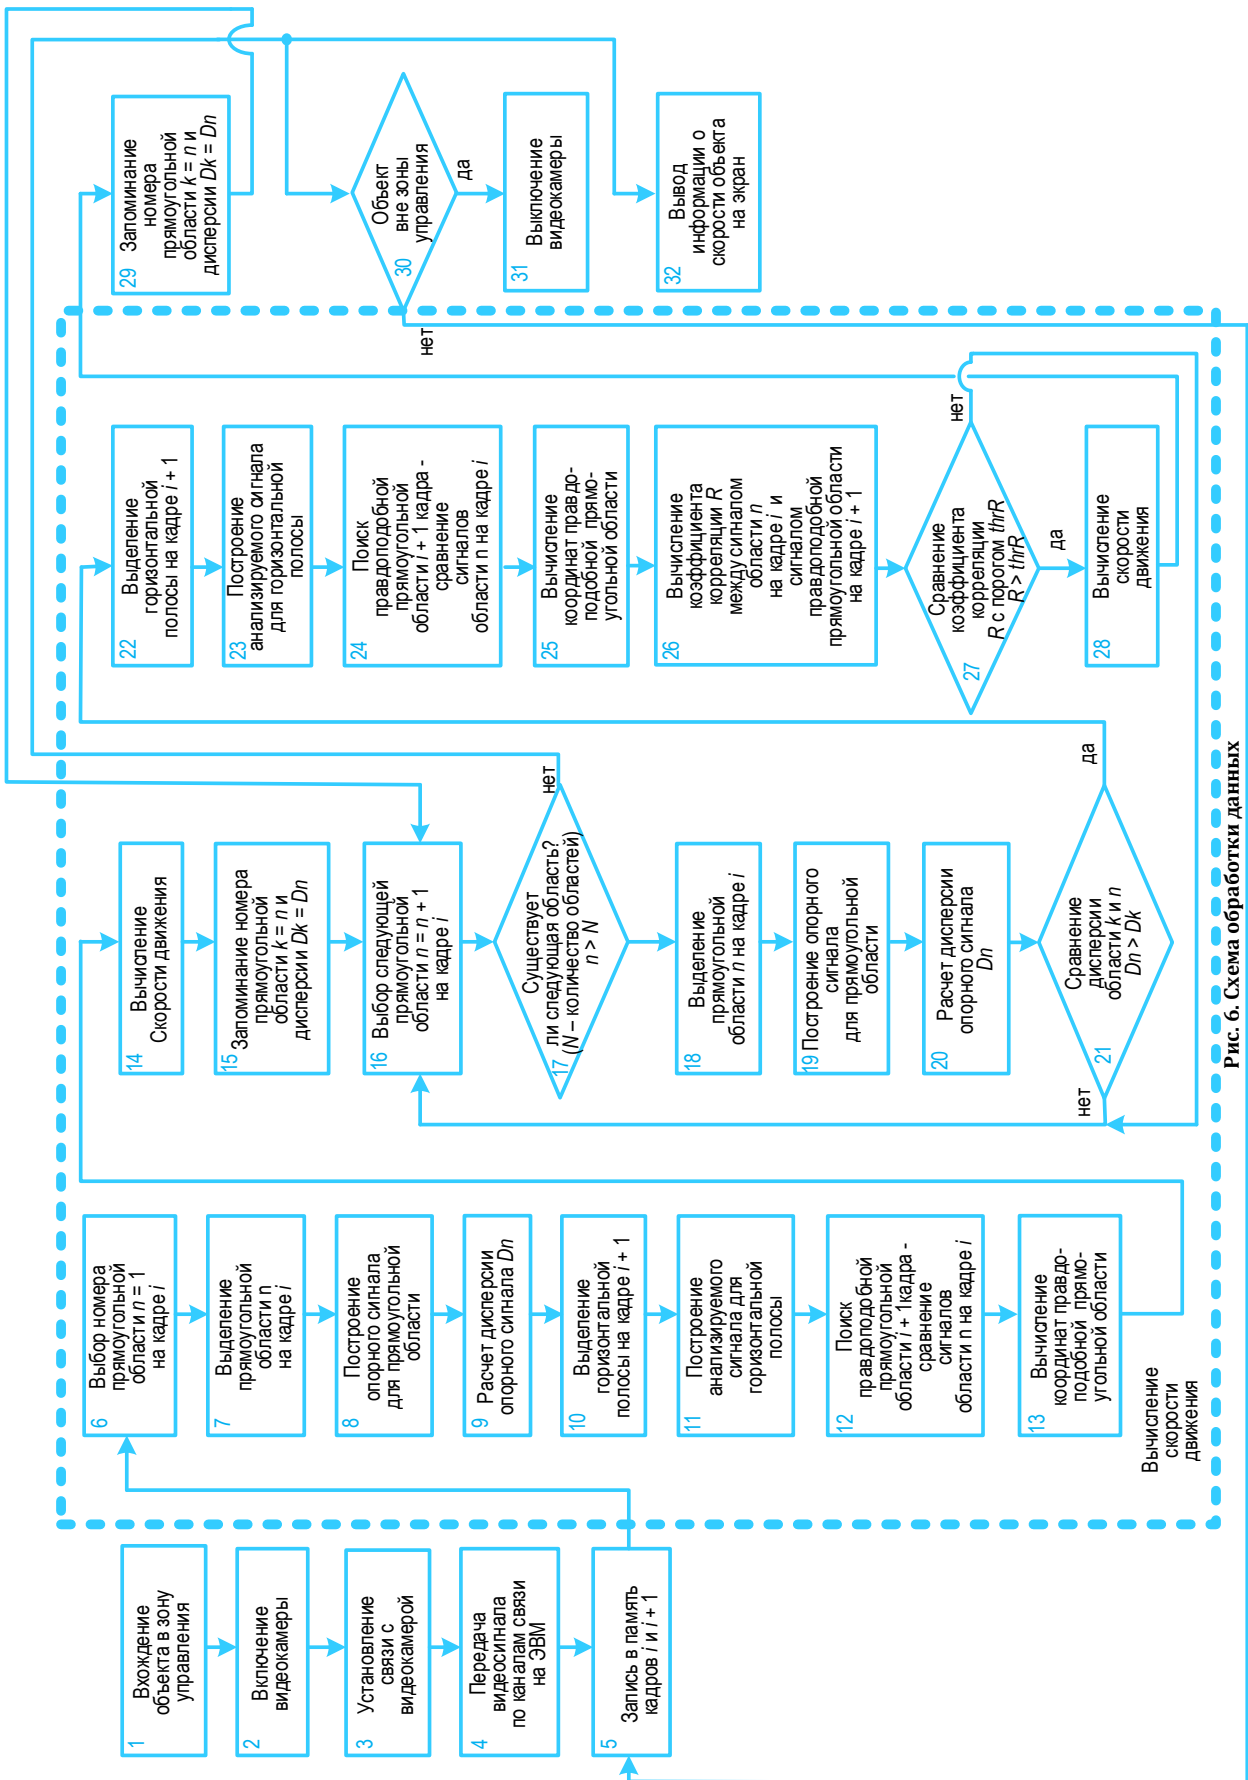 1
Вхождение
объекта в зону
управления
2
Включение
видеокамеры
3
Установление
связи с
видеокамерой
4
Передача
видеосигнала
по каналам связи
на ЭВМ
5
Запись в память
кадров i и i + 1
6
Выбор номера
прямоугольной
области n = 1
на кадре i
7
Выделение
прямоугольной
области n
на кадре i
8
Построение
опорного сигнала
для прямоугольной
области
9
Расчет дисперсии
опорного сигнала Dn
10
Выделение
горизонтальной
полосы на кадре i + 1
11
Построение
анализируемого
сигнала для
горизонтальной
полосы
12
Поиск
правдоподобной
прямоугольной
области i + 1кадра -
сравнение
сигналов
области n на кадре i
13
Вычисление
координат правдо-
подобной прямо-
угольной области
Вычисление
скорости
движения
14
Вычисление
Скорости движения
15
Запоминание номера
прямоугольной
области k = n и
дисперсии Dk = Dn
16
Выбор следующей
прямоугольной
области n = n + 1
на кадре i
17
Существует
ли следующая область?
(N – количество областей)
n > N
нет
18
Выделение
прямоугольной
области n на кадре i
19
Построение опорного
сигнала
для прямоугольной
области
20
Расчет дисперсии
опорного сигнала
Dn
21
Сравнение
дисперсии
области k и n
Dn > Dk
нет
да
22
Выделение
горизонтальной
полосы на кадре i + 1
23
Построение
анализируемого сигнала
для горизонтальной
полосы
24
Поиск
правдоподобной
прямоугольной
области i + 1 кадра -
сравнение
сигналов
области n на кадре i
25
Вычисление
координат правдо-
подобной прямо-
угольной области
26
Вычисление
коэффициента
корреляции R
между сигналом
области n
на кадре i и
сигналом
правдоподобной
прямоугольной области
на кадре i + 1
27
Сравнение
коэффициента
корреляции
R с порогом thrR
R > thrR
нет
да
28
Вычисление
скорости
движения
29
Запоминание
номера
прямоугольной
области k = n и
дисперсии Dk = Dn
30
Объект
вне зоны
управления
нет
да
31
Выключение
видеокамеры
32
Вывод
информации о
скорости объекта
на экран
Рис. 6. Схема обработки данных